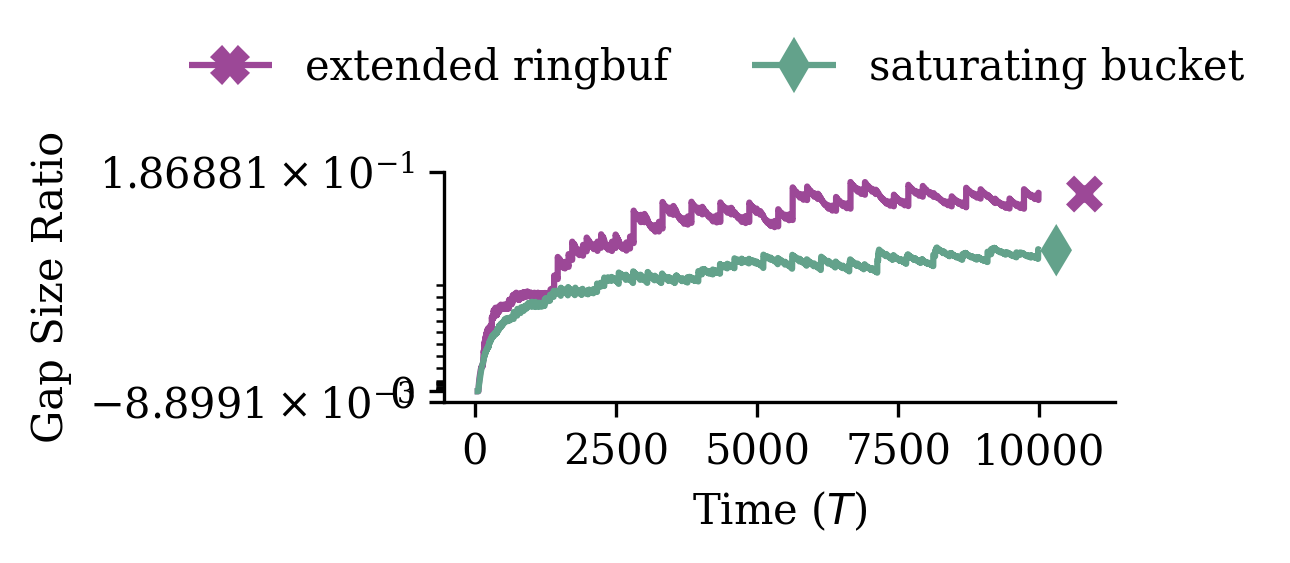 extended ringbuf saturating bucket
Gap Size Ratio
1.86881 × 10⁻¹
0
−8.8991 × 10⁻³
0 2500 5000 7500 10000
Time (T)